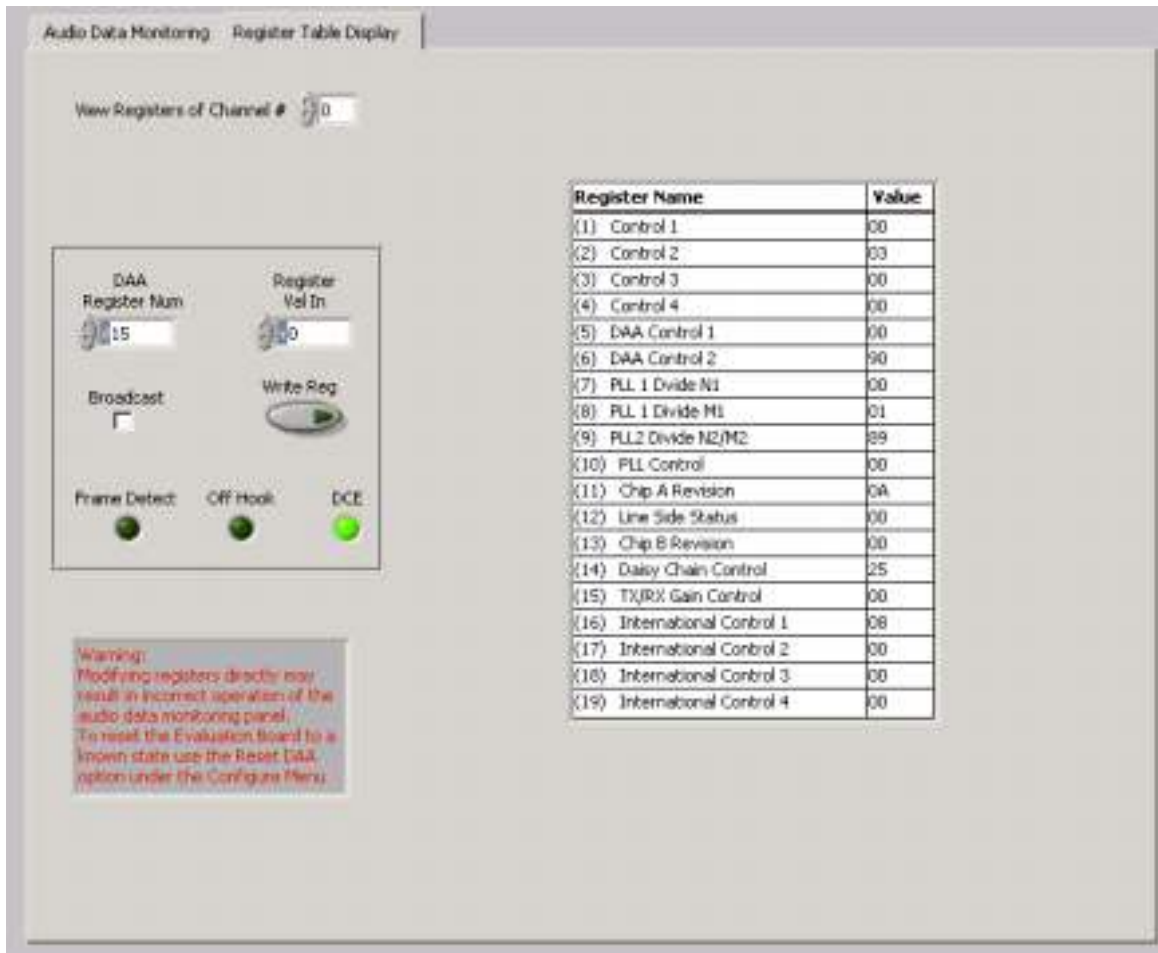 Audio Data Monitoring Register Table Display
View Registers of Channel # 0
DAA Register Num
15
Register Val In
0
Broadcast
Write Reg
Frame Detect Off Hook DCE
Warning:
Modifying registers directly may
result in incorrect operation of the
audio data monitoring panel.
To reset the Evaluation Board to a
known state use the Reset DAA
option under the Configure Menu
Register Name Value
(1) Control 1 00
(2) Control 2 03
(3) Control 3 00
(4) Control 4 00
(5) DAA Control 1 00
(6) DAA Control 2 90
(7) PLL 1 Dvide N1 00
(8) PLL 1 Divide M1 01
(9) PLL2 Divide N2/M2 89
(10) PLL Control 00
(11) Chip A Revision 0A
(12) Line Side Status 00
(13) Chip B Revision 00
(14) Daisy Chain Control 25
(15) TX/RX Gain Control 00
(16) International Control 1 08
(17) International Control 2 00
(18) International Control 3 00
(19) International Control 4 00